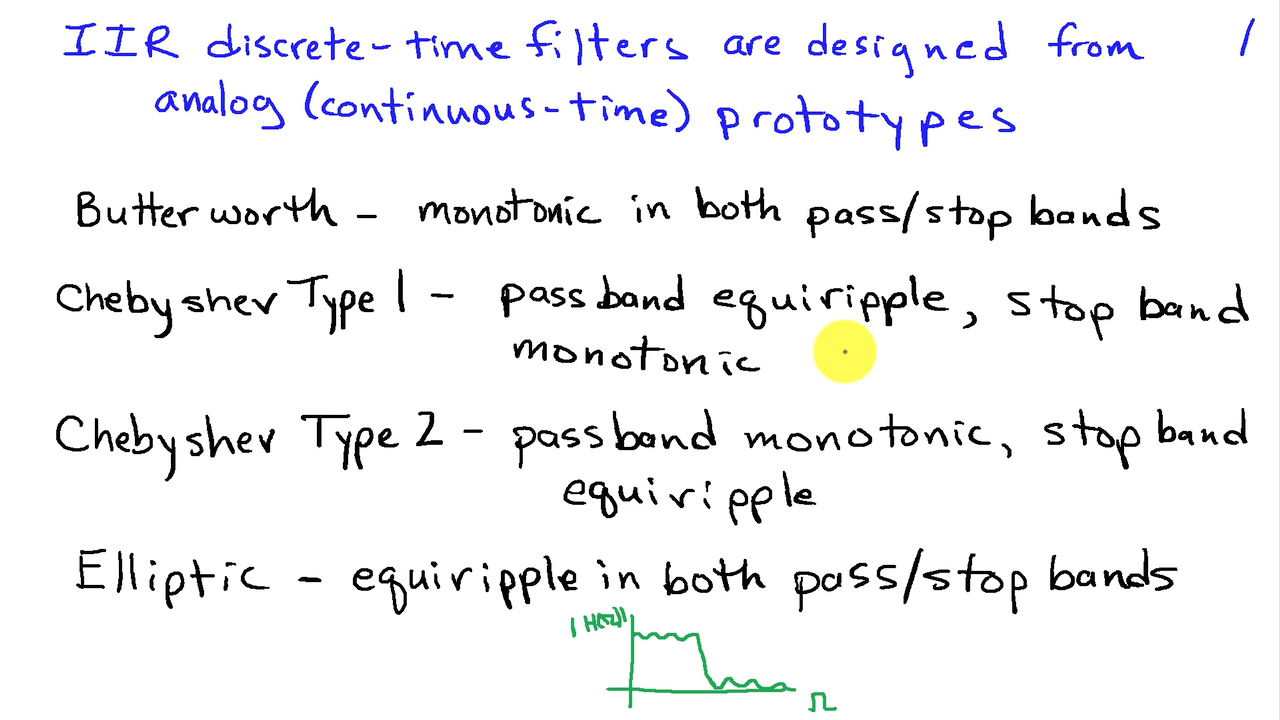 IIR discrete-time filters are designed from 1
analog (continuous-time) prototypes
Butterworth - monotonic in both pass/stop bands
Chebyshev Type 1 - passband equiripple, stop band
monotonic
Chebyshev Type 2 - passband monotonic, stop band
equiripple
Elliptic - equiripple in both pass/stop bands
|H(Ω)|
Ω